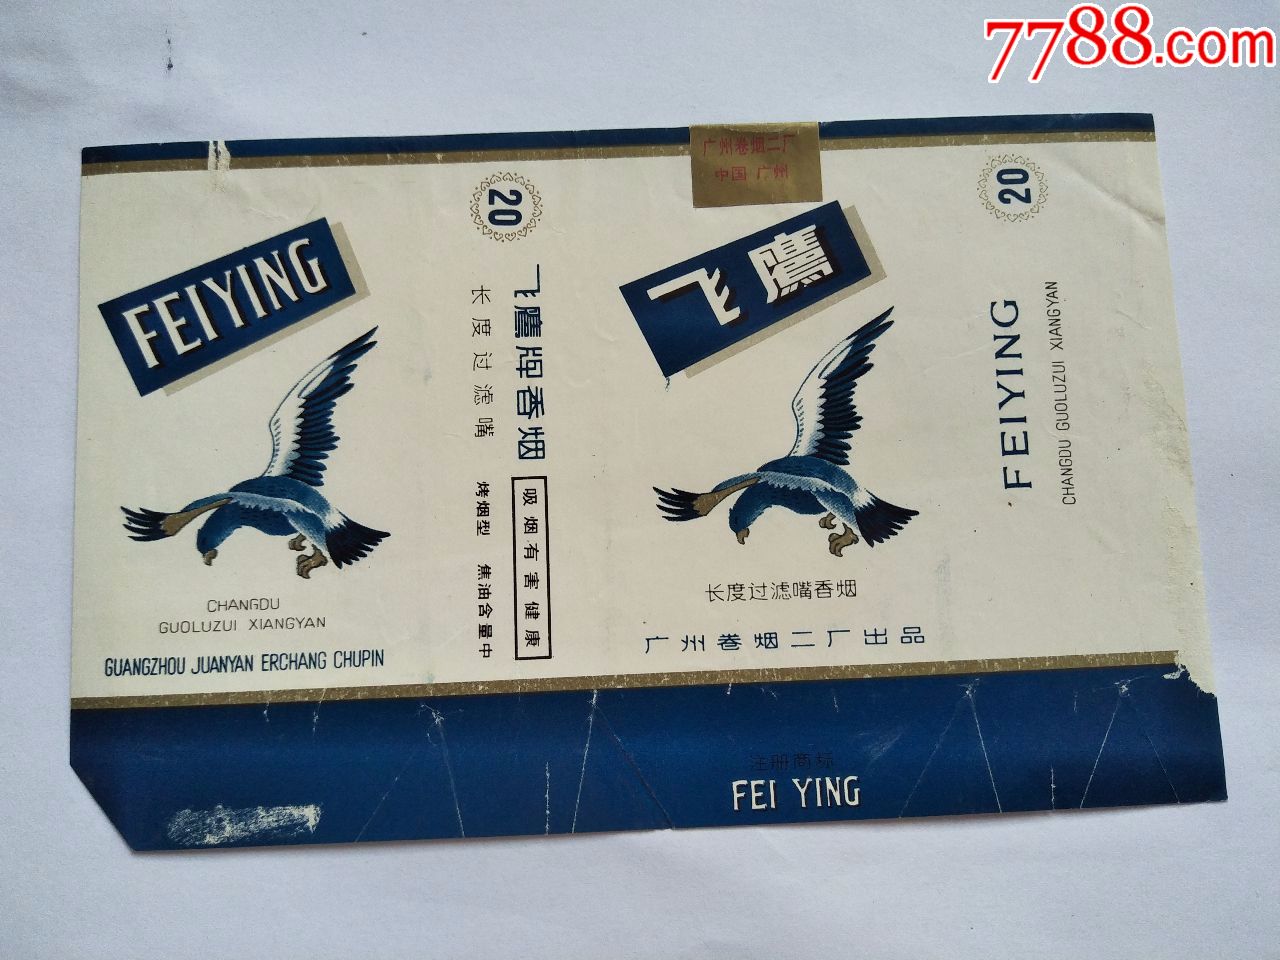 7788.com
广州卷烟二厂
中国 广州
FEIYING
CHANGDU
GUOLUZUI XIANGYAN
GUANGZHOU JUANYAN ERCHANG CHUPIN
20
飞鹰牌香烟
吸烟有害健康
长度过滤嘴
烤烟型 焦油含量中
飞鹰
长度过滤嘴香烟
广州卷烟二厂出品
20
FEIYING
CHANGDU GUOLUZUI XIANGYAN
注册商标
FEI YING